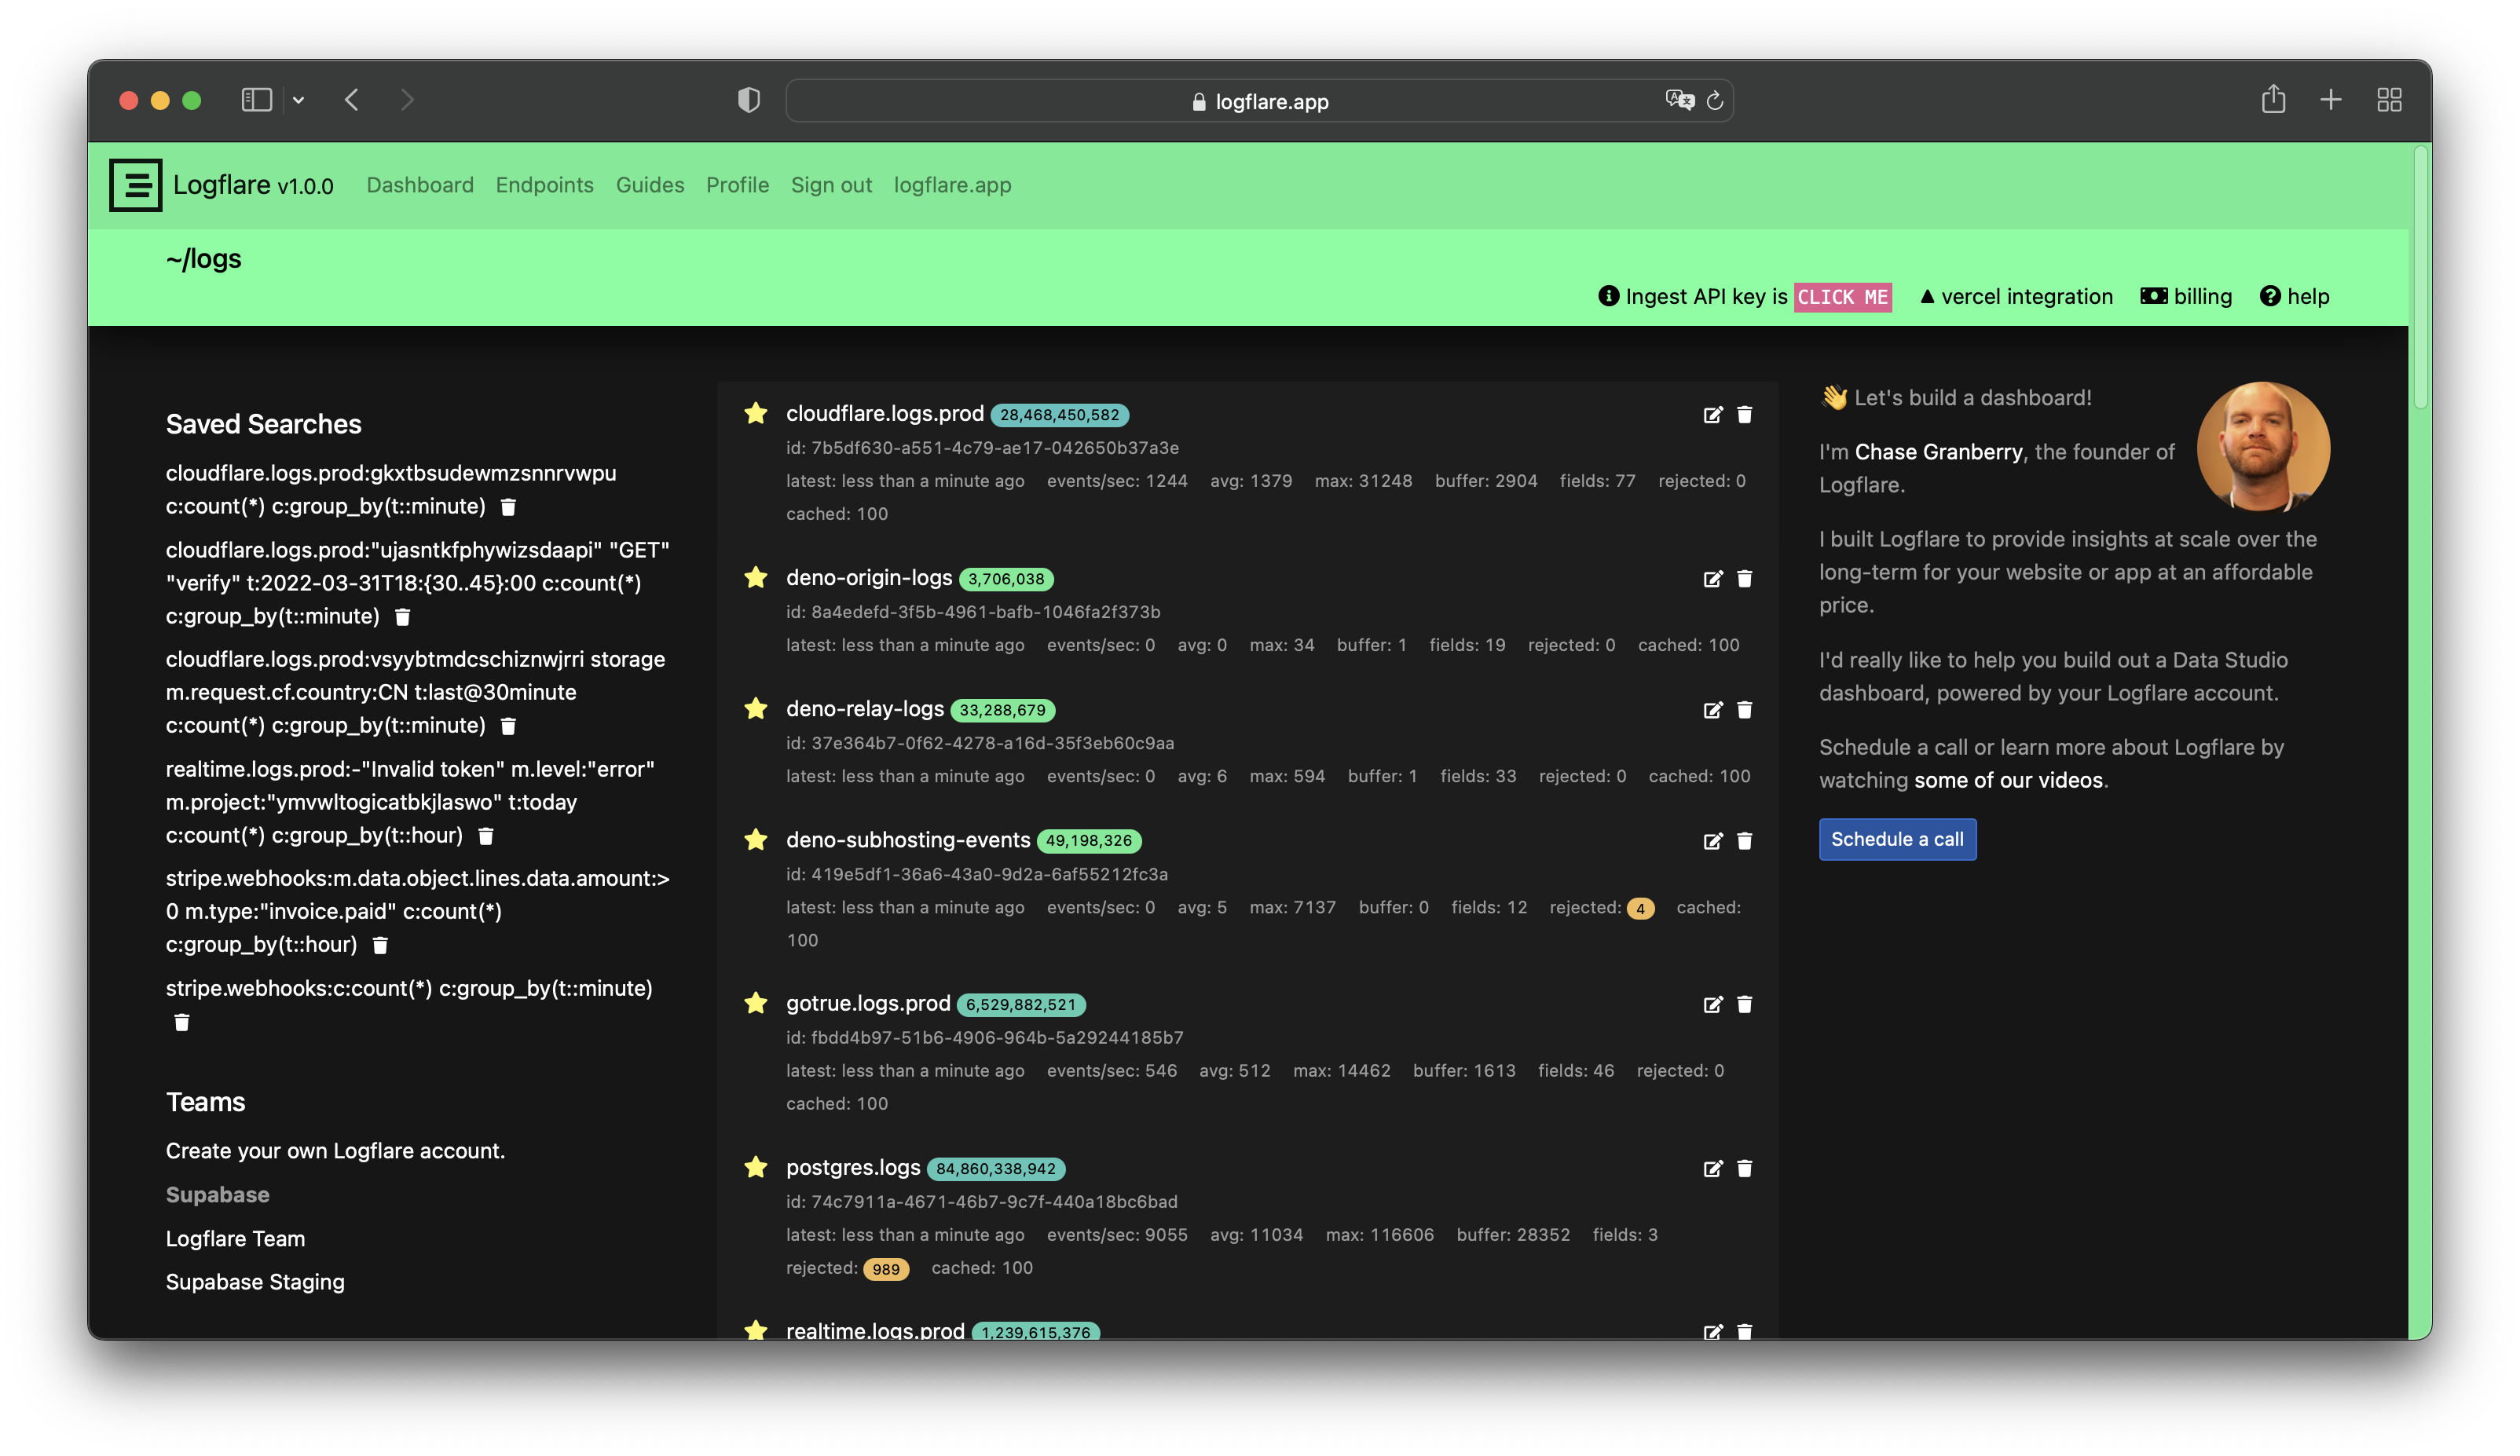 logflare.app
Logflare v1.0.0 Dashboard Endpoints Guides Profile Sign out logflare.app
~/logs
Ingest API key is CLICK ME vercel integration billing help
Saved Searches
cloudflare.logs.prod:gkxtbsudewmzsnnrvwpu
c:count(*) c:group_by(t::minute)
cloudflare.logs.prod:"ujasntkfphywizsdaapi" "GET"
"verify" t:2022-03-31T18:{30..45}:00 c:count(*)
c:group_by(t::minute)
cloudflare.logs.prod:vsyybtmdcschiznwjrri storage
m.request.cf.country:CN t:last@30minute
c:count(*) c:group_by(t::minute)
realtime.logs.prod:-"Invalid token" m.level:"error"
m.project:"ymvwltogicatbkjlaswo" t:today
c:count(*) c:group_by(t::hour)
stripe.webhooks:m.data.object.lines.data.amount:>
0 m.type:"invoice.paid" c:count(*)
c:group_by(t::hour)
stripe.webhooks:c:count(*) c:group_by(t::minute)
Teams
Create your own Logflare account.
Supabase
Logflare Team
Supabase Staging
cloudflare.logs.prod 28,468,450,582
id: 7b5df630-a551-4c79-ae17-042650b37a3e
latest: less than a minute ago events/sec: 1244 avg: 1379 max: 31248 buffer: 2904 fields: 77 rejected: 0
cached: 100
deno-origin-logs 3,706,038
id: 8a4edefd-3f5b-4961-bafb-1046fa2f373b
latest: less than a minute ago events/sec: 0 avg: 0 max: 34 buffer: 1 fields: 19 rejected: 0 cached: 100
deno-relay-logs 33,288,679
id: 37e364b7-0f62-4278-a16d-35f3eb60c9aa
latest: less than a minute ago events/sec: 0 avg: 6 max: 594 buffer: 1 fields: 33 rejected: 0 cached: 100
deno-subhosting-events 49,198,326
id: 419e5df1-36a6-43a0-9d2a-6af55212fc3a
latest: less than a minute ago events/sec: 0 avg: 5 max: 7137 buffer: 0 fields: 12 rejected: 4 cached:
100
gotrue.logs.prod 6,529,882,521
id: fbdd4b97-51b6-4906-964b-5a29244185b7
latest: less than a minute ago events/sec: 546 avg: 512 max: 14462 buffer: 1613 fields: 46 rejected: 0
cached: 100
postgres.logs 84,860,338,942
id: 74c7911a-4671-46b7-9c7f-440a18bc6bad
latest: less than a minute ago events/sec: 9055 avg: 11034 max: 116606 buffer: 28352 fields: 3
rejected: 989 cached: 100
realtime.logs.prod 1,239,615,376
👋 Let's build a dashboard!
I'm Chase Granberry, the founder of
Logflare.
I built Logflare to provide insights at scale over the
long-term for your website or app at an affordable
price.
I'd really like to help you build out a Data Studio
dashboard, powered by your Logflare account.
Schedule a call or learn more about Logflare by
watching some of our videos.
Schedule a call